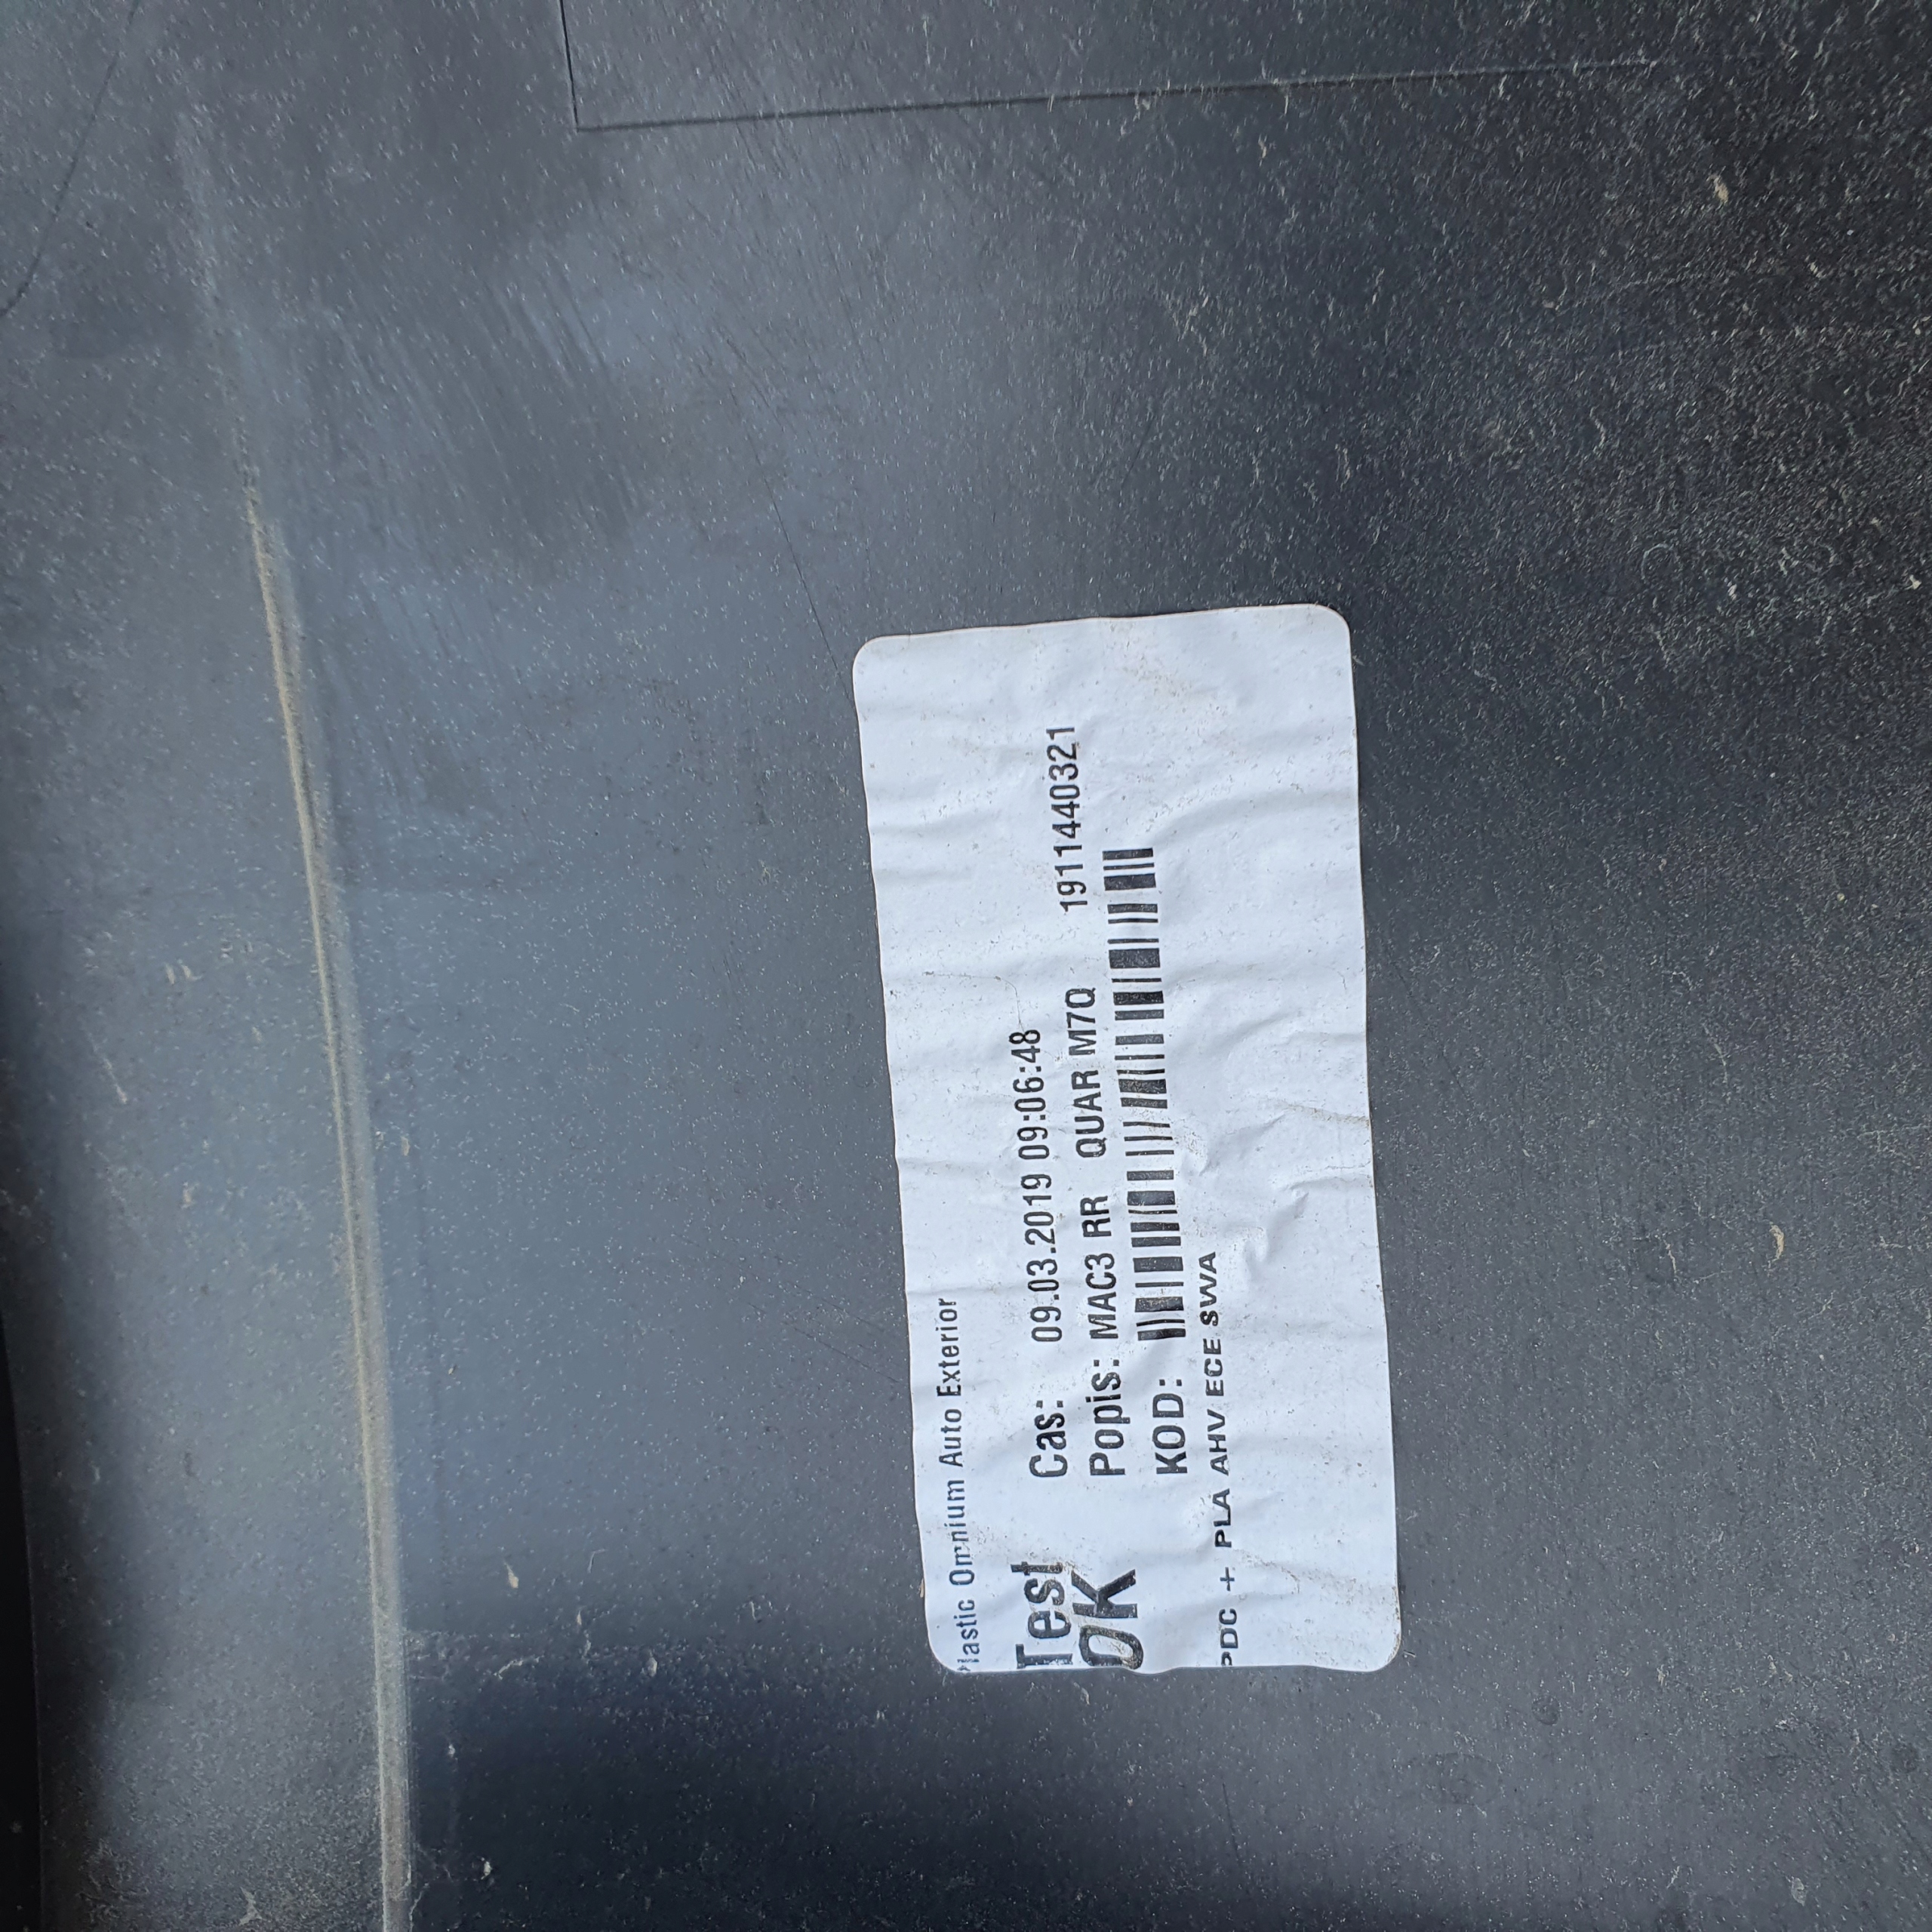 Plastic Omnium Auto Exterior
Test OK
Cas: 09.03.2019 09:06:48
Popis: MAC3 RR QUAR M7Q 1911440321
KOD:
PDC + PLA AHV ECE SWA